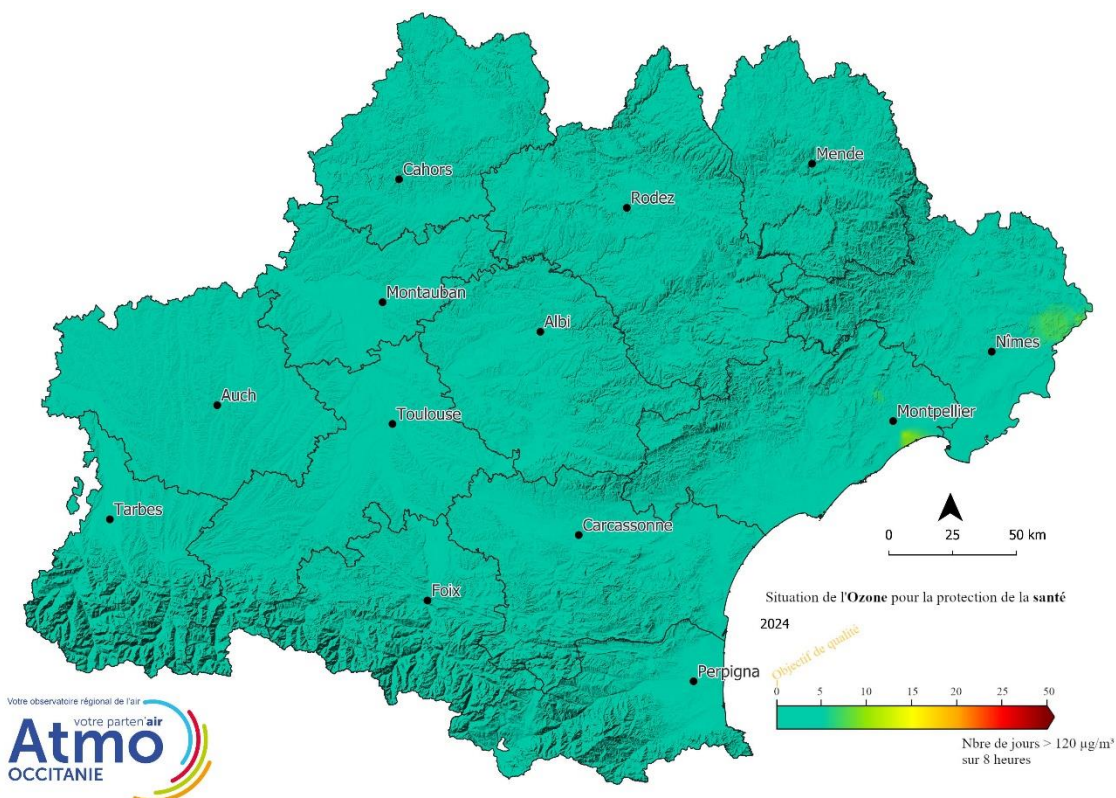 Cahors
Mende
Rodez
Montauban
Albi
Nîmes
Auch
Toulouse
Montpellier
Tarbes
Carcassonne
0 25 50 km
Foix
Situation de l'Ozone pour la protection de la santé
2024
Objectif de qualité
Perpigna
0 5 10 15 20 25 50
Nbre de jours > 120 µg/m³
sur 8 heures
Votre observatoire régional de l'air
votre parten'air
Atmo
OCCITANIE